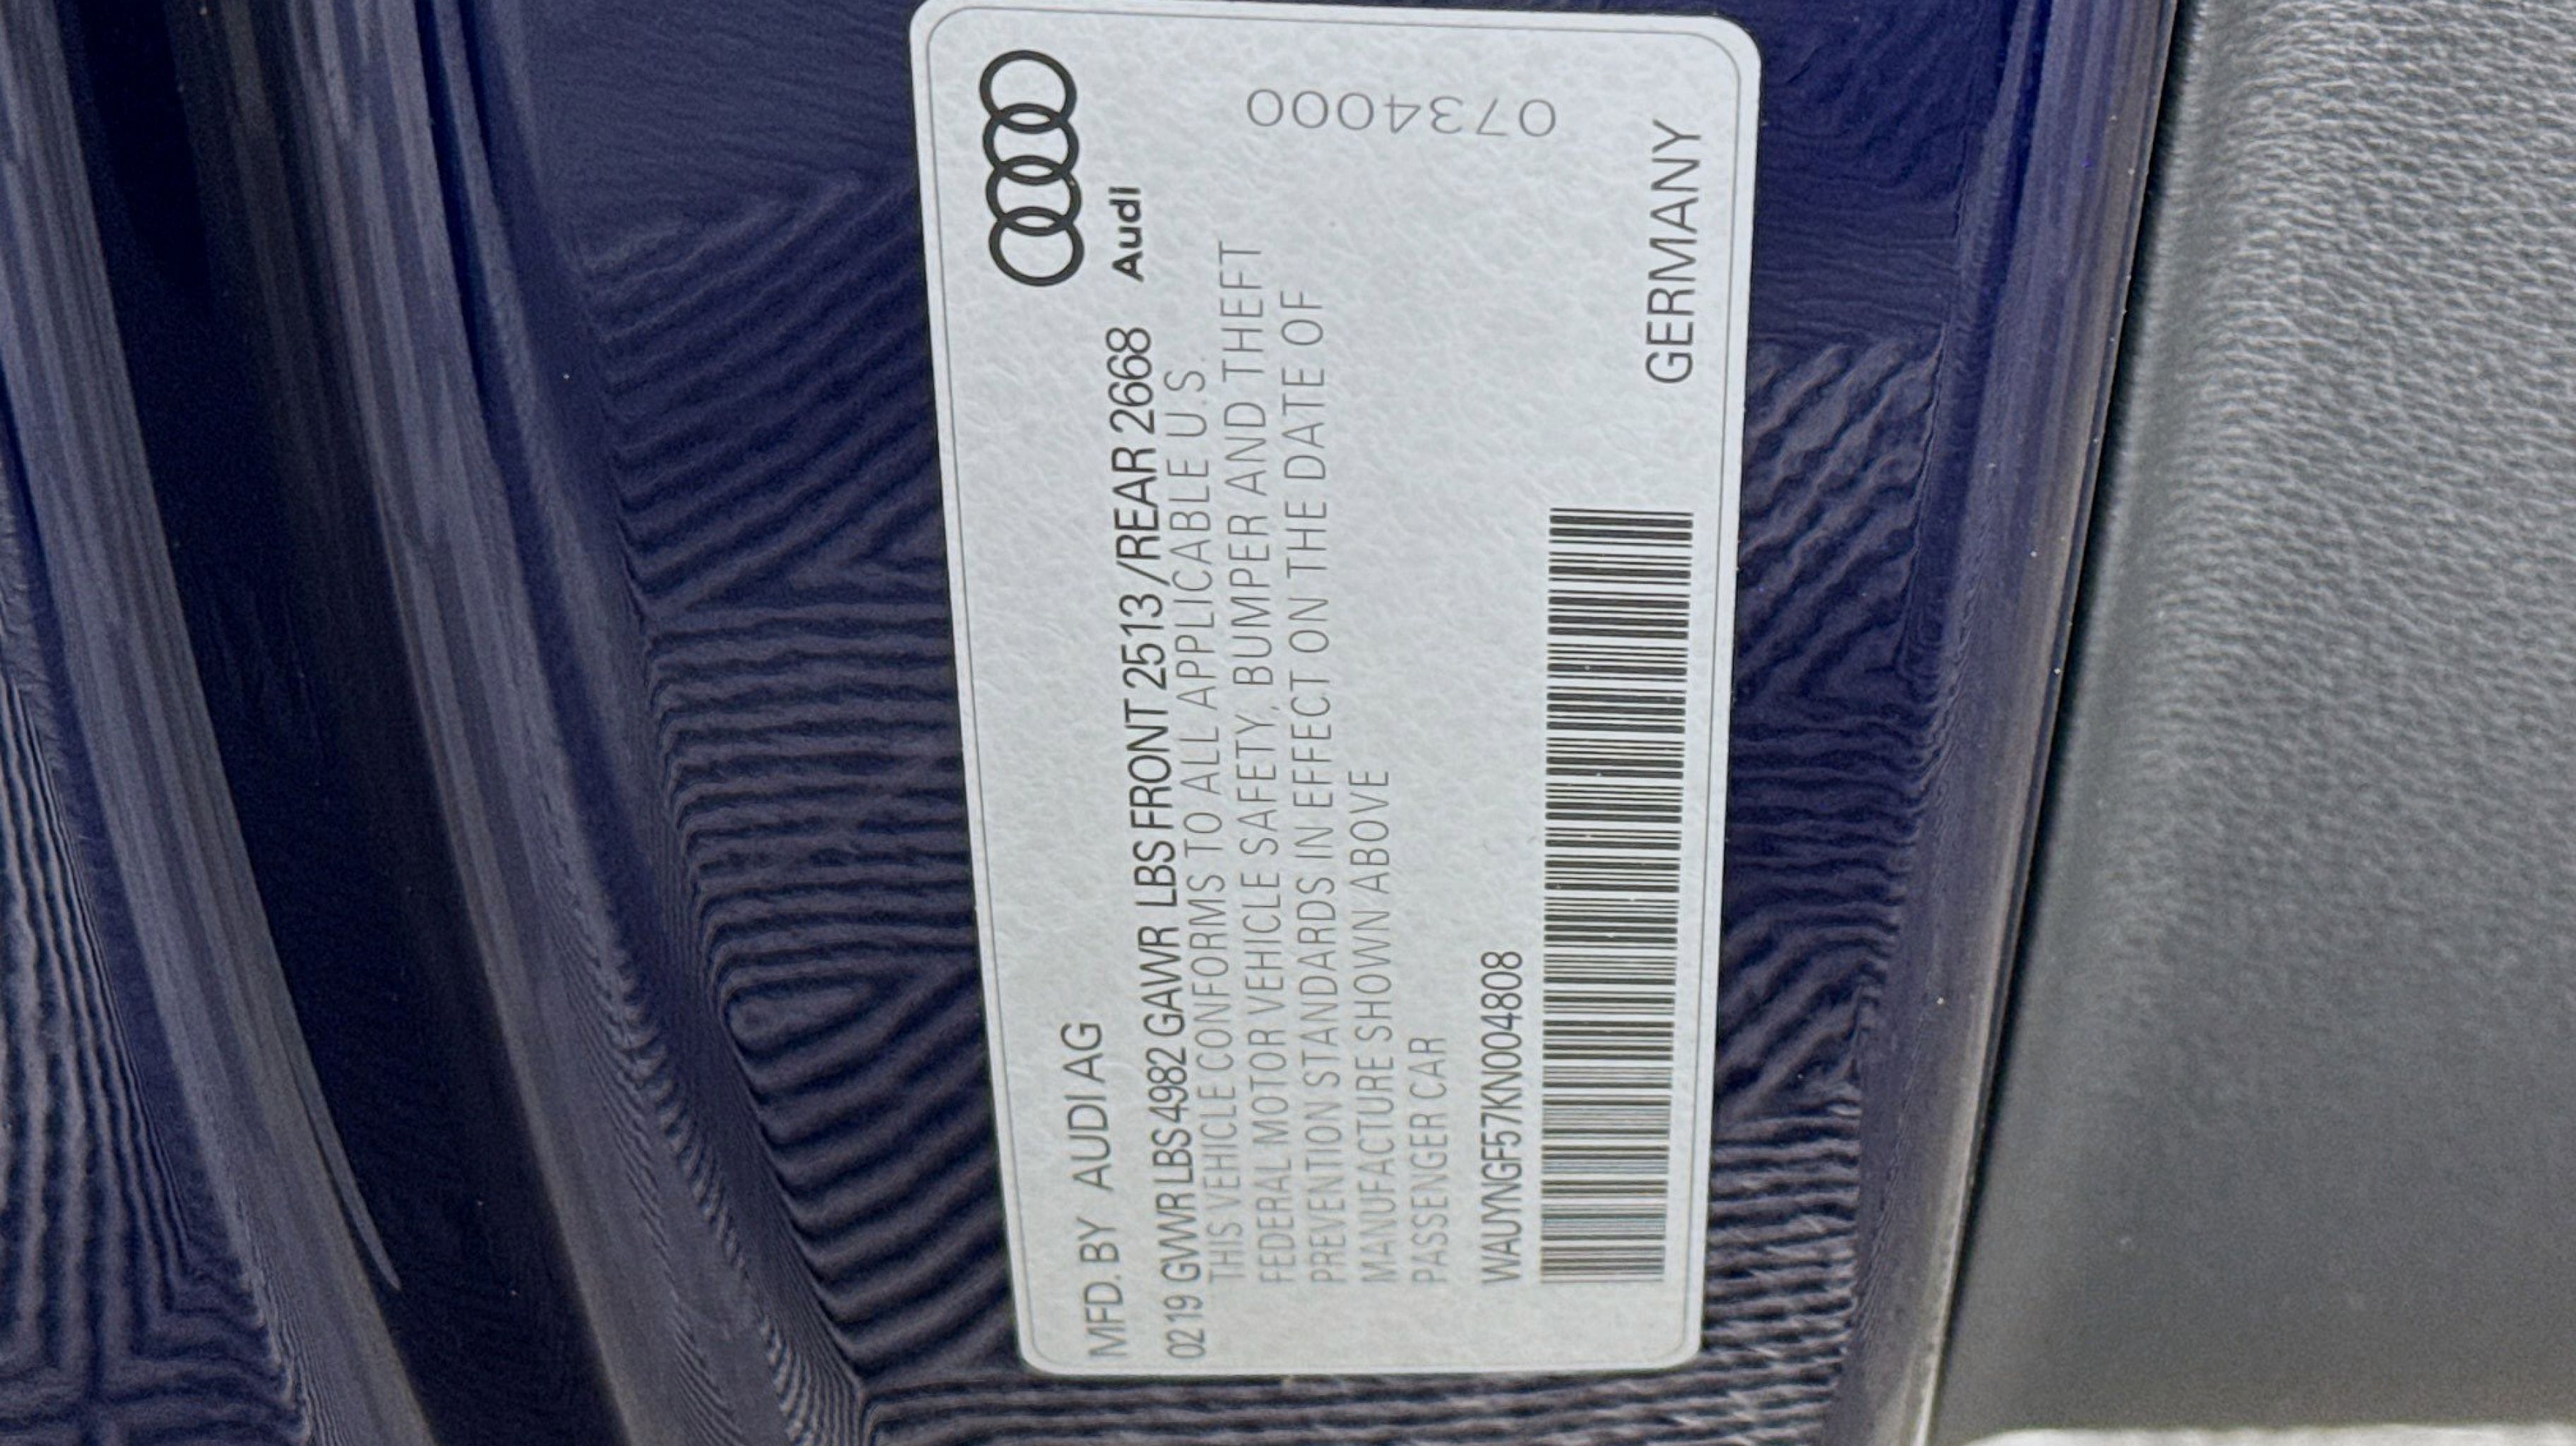 MFD. BY AUDI AG
0219 GWR LBS 4982 GAWR LBS FRONT 2513 /REAR 2668
Audi
THIS VEHICLE CONFORMS TO ALL APPLICABLE U.S.
FEDERAL MOTOR VEHICLE SAFETY, BUMPER AND THEFT
PREVENTION STANDARDS IN EFFECT ON THE DATE OF
MANUFACTURE SHOWN ABOVE
PASSENGER CAR
0734000
WAUYNGF57KN004808
GERMANY